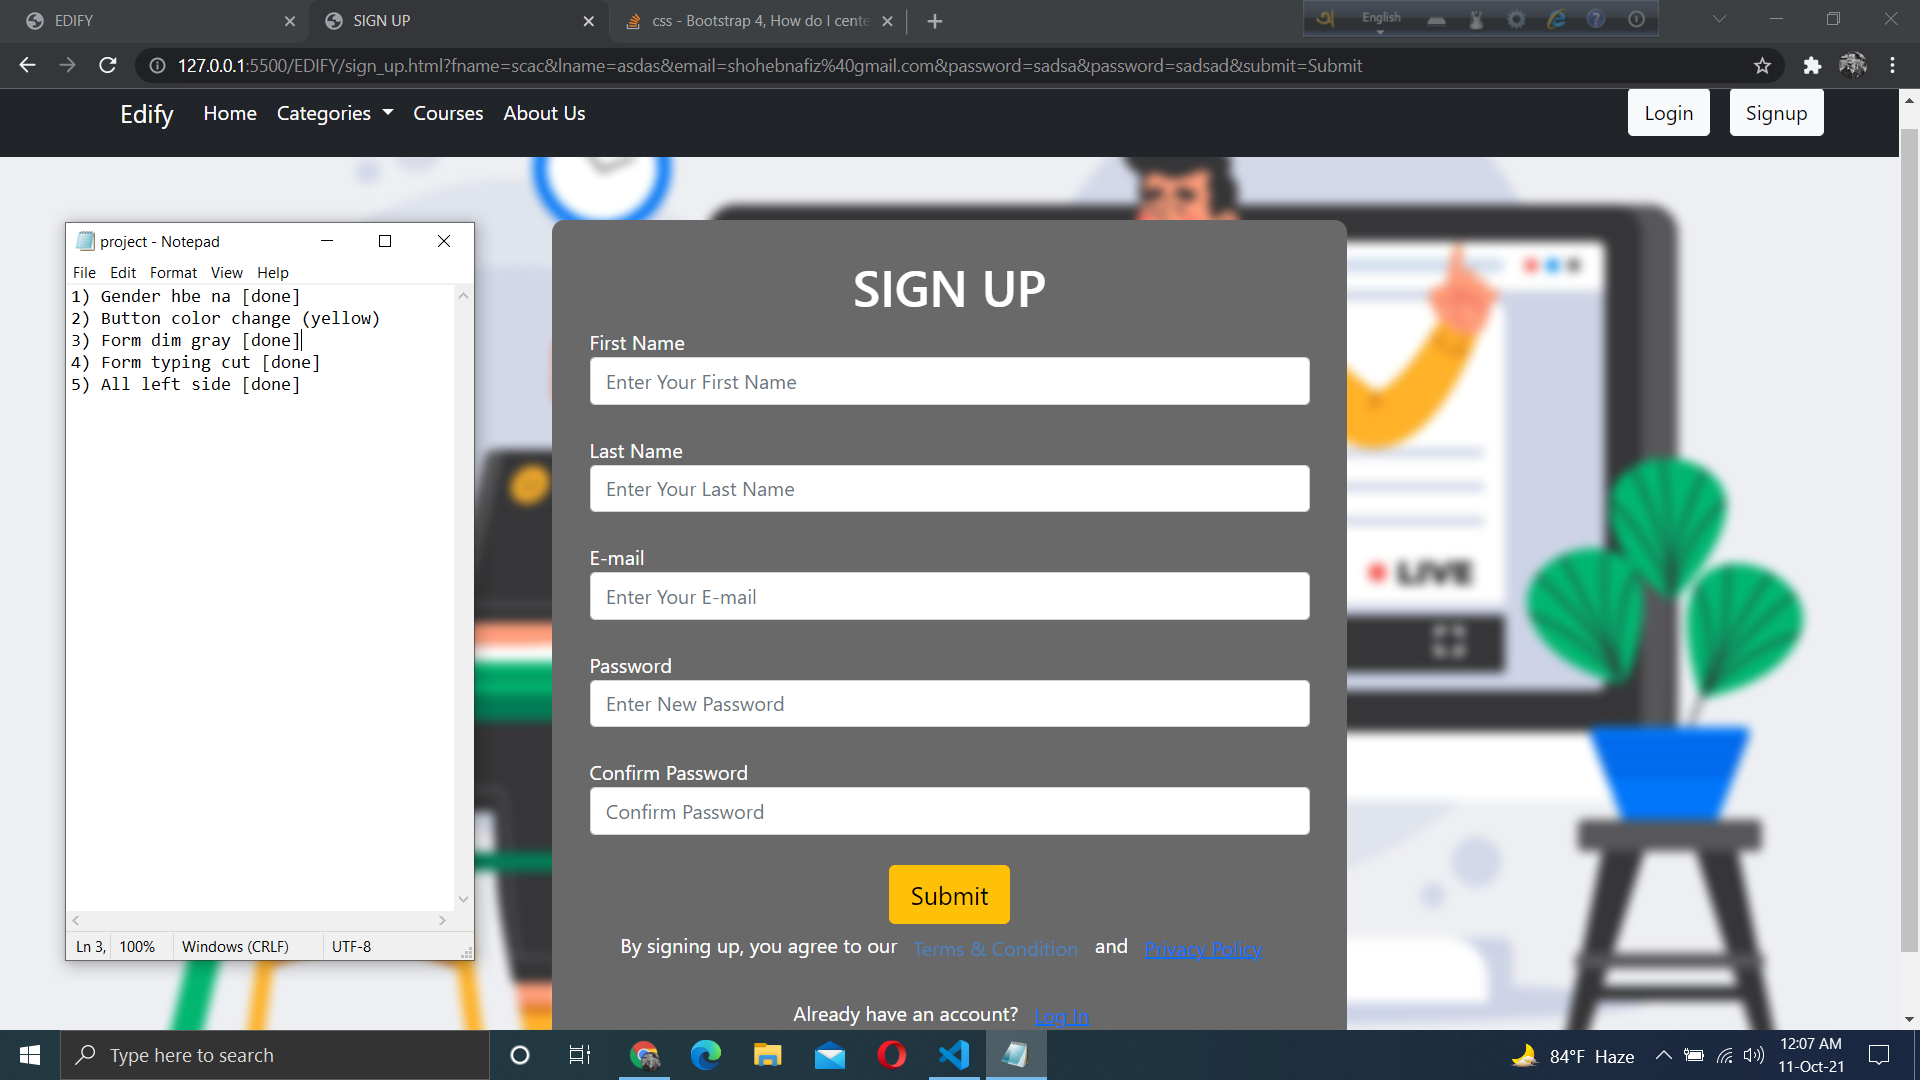 EDIFY
SIGN UP
css - Bootstrap 4, How do I cente
English
127.0.0.1:5500/EDIFY/sign_up.html?fname=scac&lname=asdas&email=shohebnafiz%40gmail.com&password=sadsa&password=sadsad&submit=Submit
Edify Home Categories Courses About Us Login Signup
project - Notepad
File Edit Format View Help
1) Gender hbe na [done]
2) Button color change (yellow)
3) Form dim gray [done]
4) Form typing cut [done]
5) All left side [done]
Ln 3, 100% Windows (CRLF) UTF-8
SIGN UP
First Name
Enter Your First Name
Last Name
Enter Your Last Name
E-mail
Enter Your E-mail
Password
Enter New Password
Confirm Password
Confirm Password
Submit
By signing up, you agree to our Terms & Condition and Privacy Policy
Already have an account? Log In
LIVE
Type here to search
84°F Haze
12:07 AM
11-Oct-21